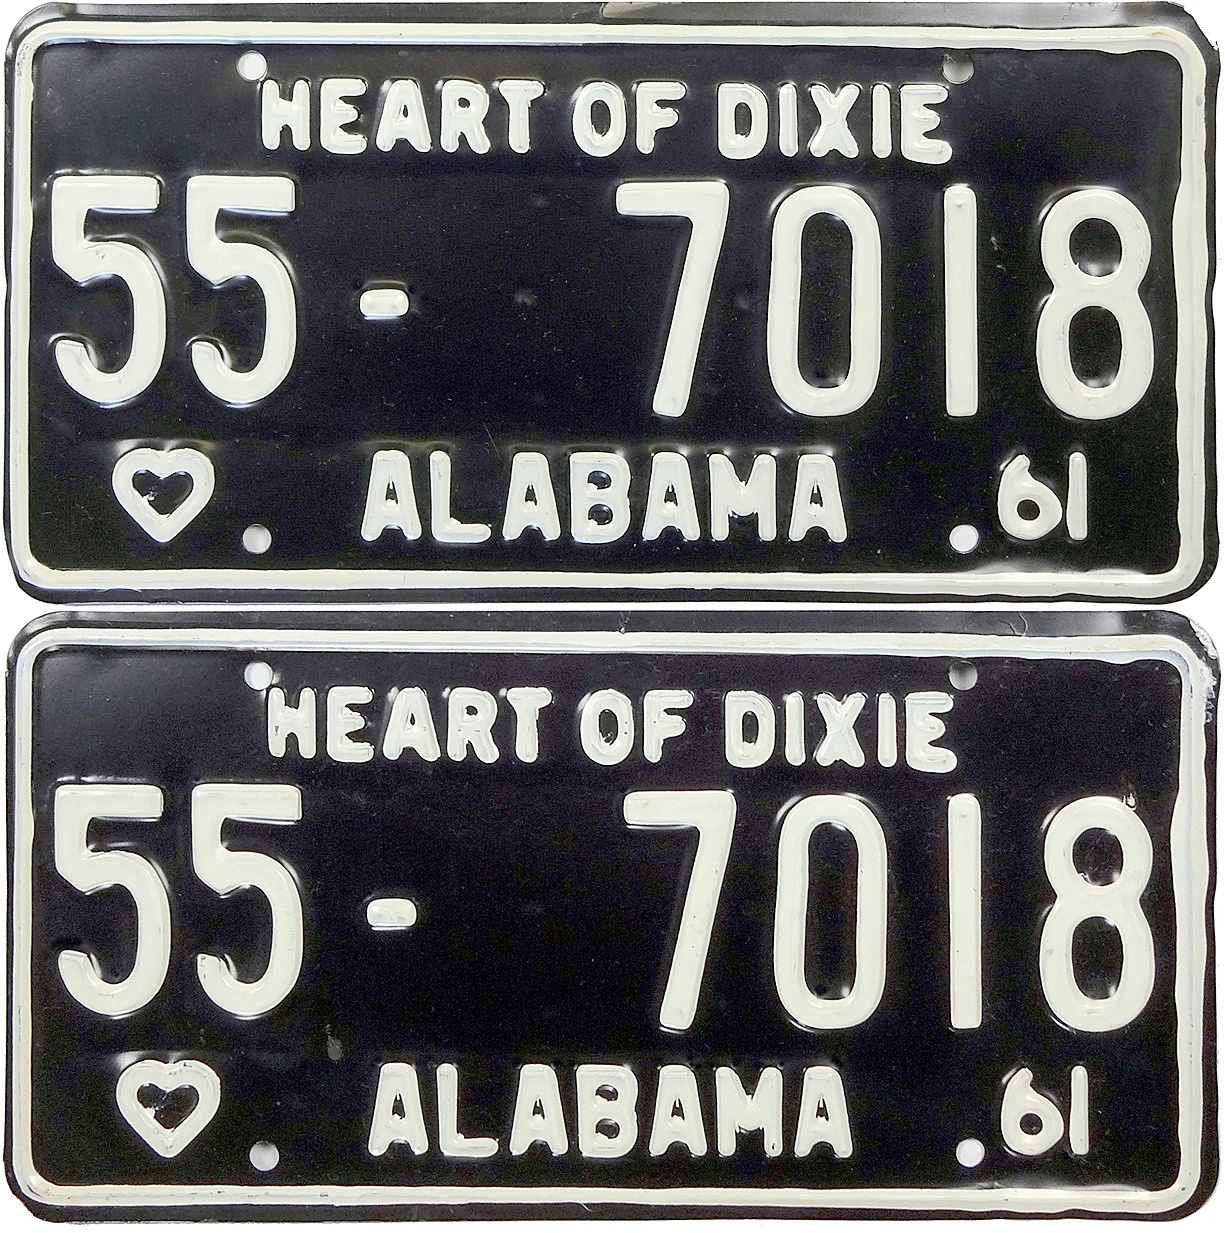 HEART OF DIXIE
55- 7018
ALABAMA 61
HEART OF DIXIE
55- 7018
ALABAMA 61